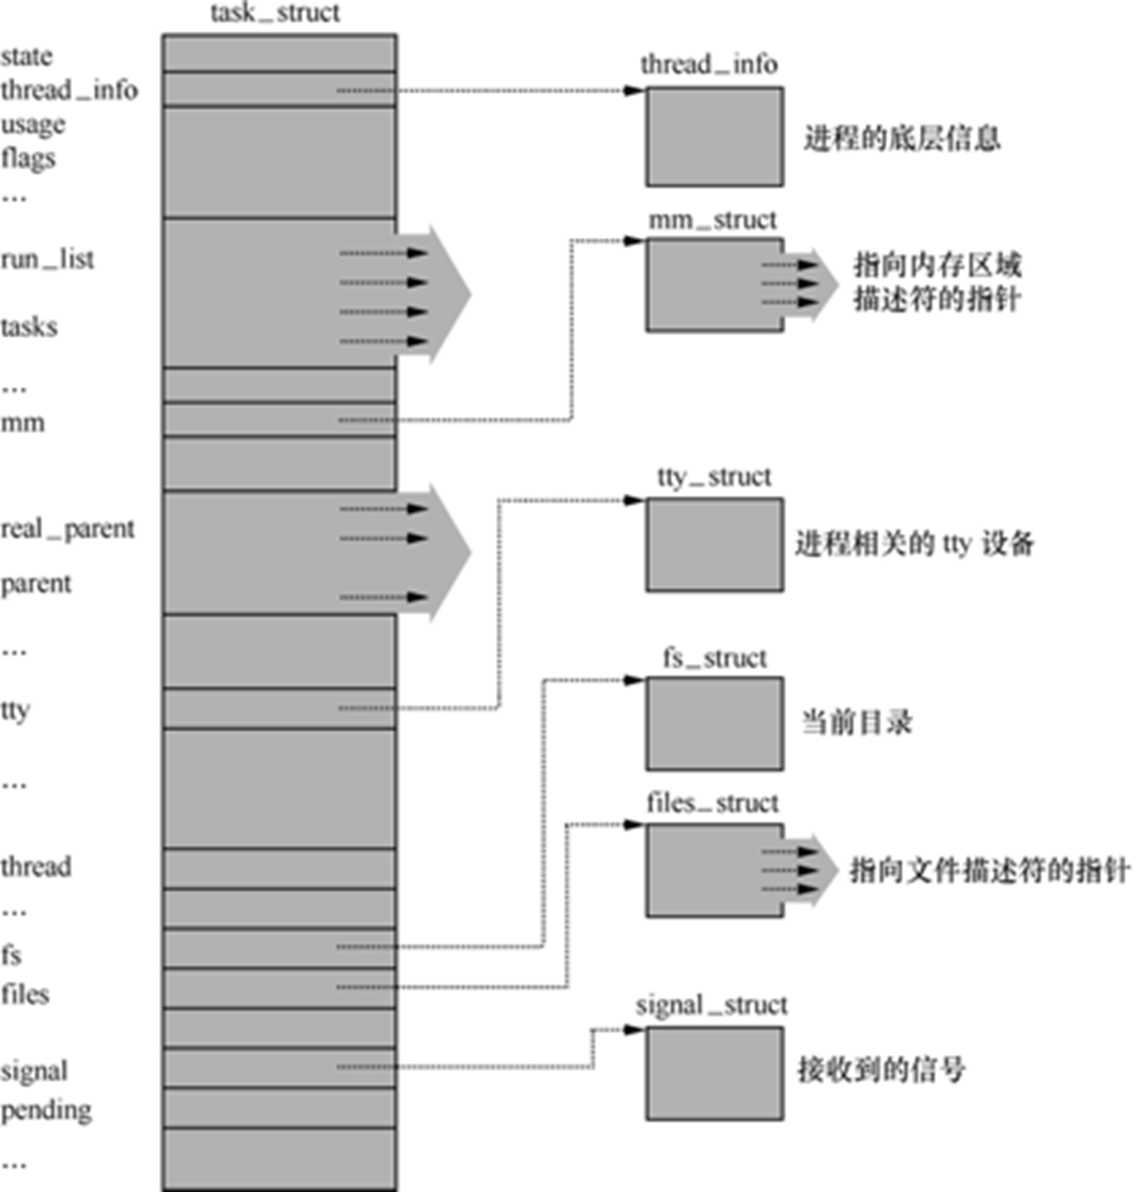 task_struct
state
thread_info
usage
flags
...
run_list
tasks
...
mm
real_parent
parent
...
tty
...
thread
...
fs
files
signal
pending
...
thread_info
进程的底层信息
mm_struct
指向内存区域
描述符的指针
tty_struct
进程相关的 tty 设备
fs_struct
当前目录
files_struct
指向文件描述符的指针
signal_struct
接收到的信号